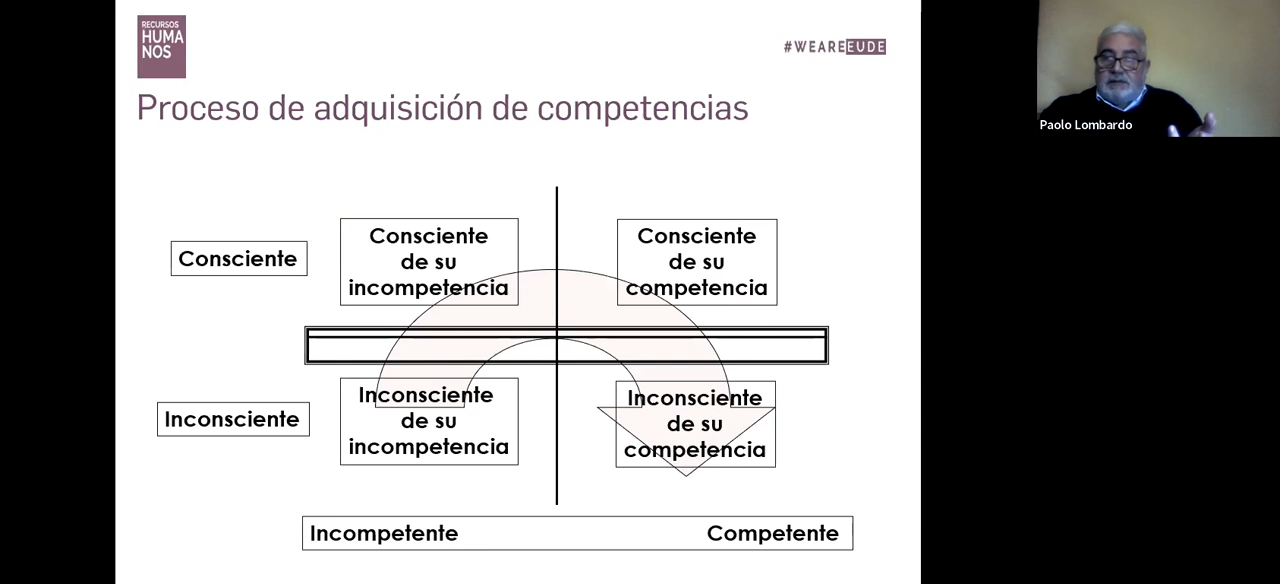 RECURSOS
HUMA
NOS
#WEAREEUDE
Proceso de adquisición de competencias
Paolo Lombardo
Consciente
Consciente
de su
incompetencia
Consciente
de su
competencia
Inconsciente
Inconsciente
de su
incompetencia
Inconsciente
de su
competencia
Incompetente
Competente